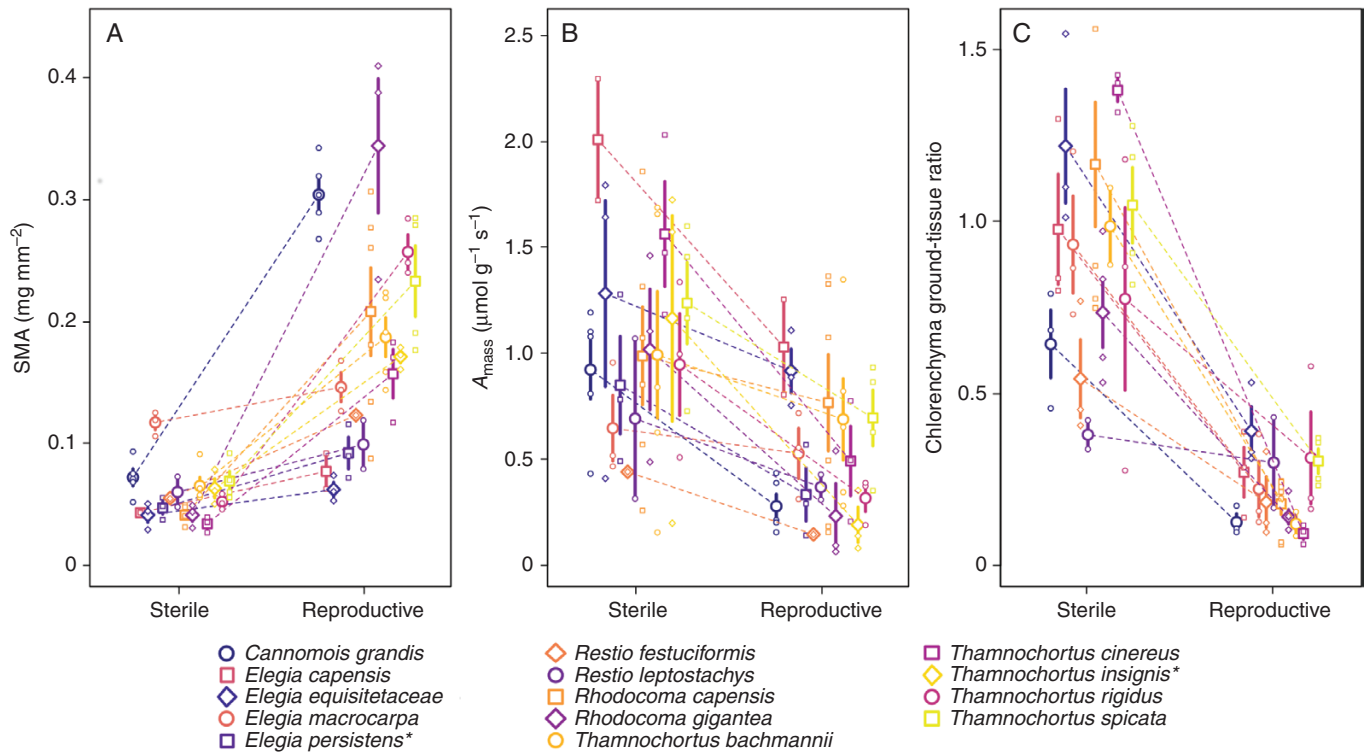 A
B
C
SMA (mg mm–2)
0.4
0.3
0.2
0.1
0
Sterile
Reproductive
Amass (μmol g–1 s–1)
2.5
2.0
1.5
1.0
0.5
0
Sterile
Reproductive
Chlorenchyma ground-tissue ratio
1.5
1.0
0.5
0
Sterile
Reproductive
Cannomois grandis
Elegia capensis
Elegia equisitetaceae
Elegia macrocarpa
Elegia persistens*
Restio festuciformis
Restio leptostachys
Rhodocoma capensis
Rhodocoma gigantea
Thamnochortus bachmannii
Thamnochortus cinereus
Thamnochortus insignis*
Thamnochortus rigidus
Thamnochortus spicata